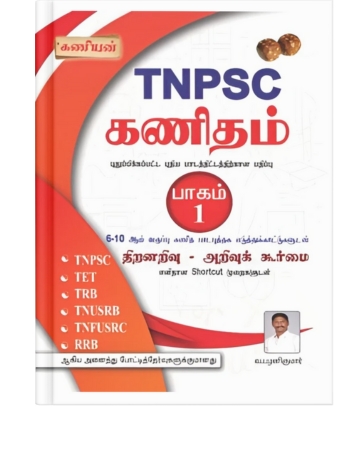 கணியன்
TNPSC
கணிதம்
புதுப்பிக்கப்பட்ட புதிய பாடத்திட்டத்திற்கான பதிப்பு
பாகம்
1
6-10 ஆம் வகுப்பு கணித பாடபுத்தக எடுத்துக்காட்டுகளுடன்
திறனறிவு - அறிவுக் கூர்மை
எளிதான Shortcut முறைகளுடன்
TNPSC
TET
TRB
TNUSRB
TNFUSRC
RRB
ஆகிய அனைத்து போட்டித்தேர்வுகளுக்குமானது